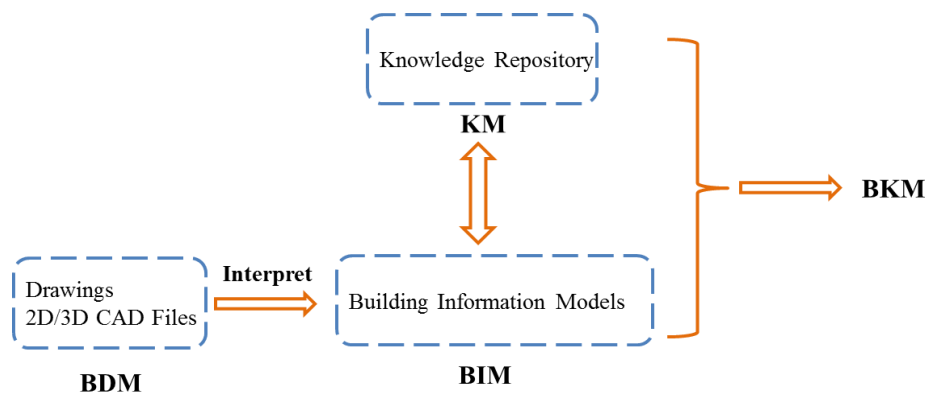 Knowledge Repository
KM
BKM
Interpret
Drawings
2D/3D CAD Files
Building Information Models
BDM
BIM